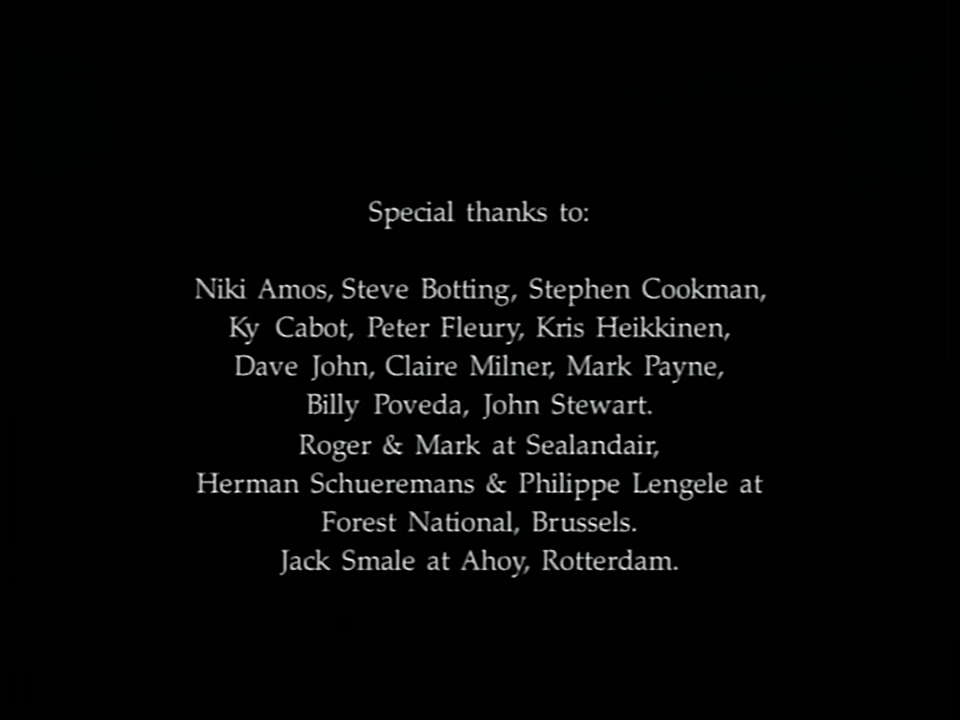 Special thanks to:
Niki Amos, Steve Botting, Stephen Cookman,
Ky Cabot, Peter Fleury, Kris Heikkinen,
Dave John, Claire Milner, Mark Payne,
Billy Poveda, John Stewart.
Roger & Mark at Sealandair,
Herman Schueremans & Philippe Lengele at
Forest National, Brussels.
Jack Smale at Ahoy, Rotterdam.